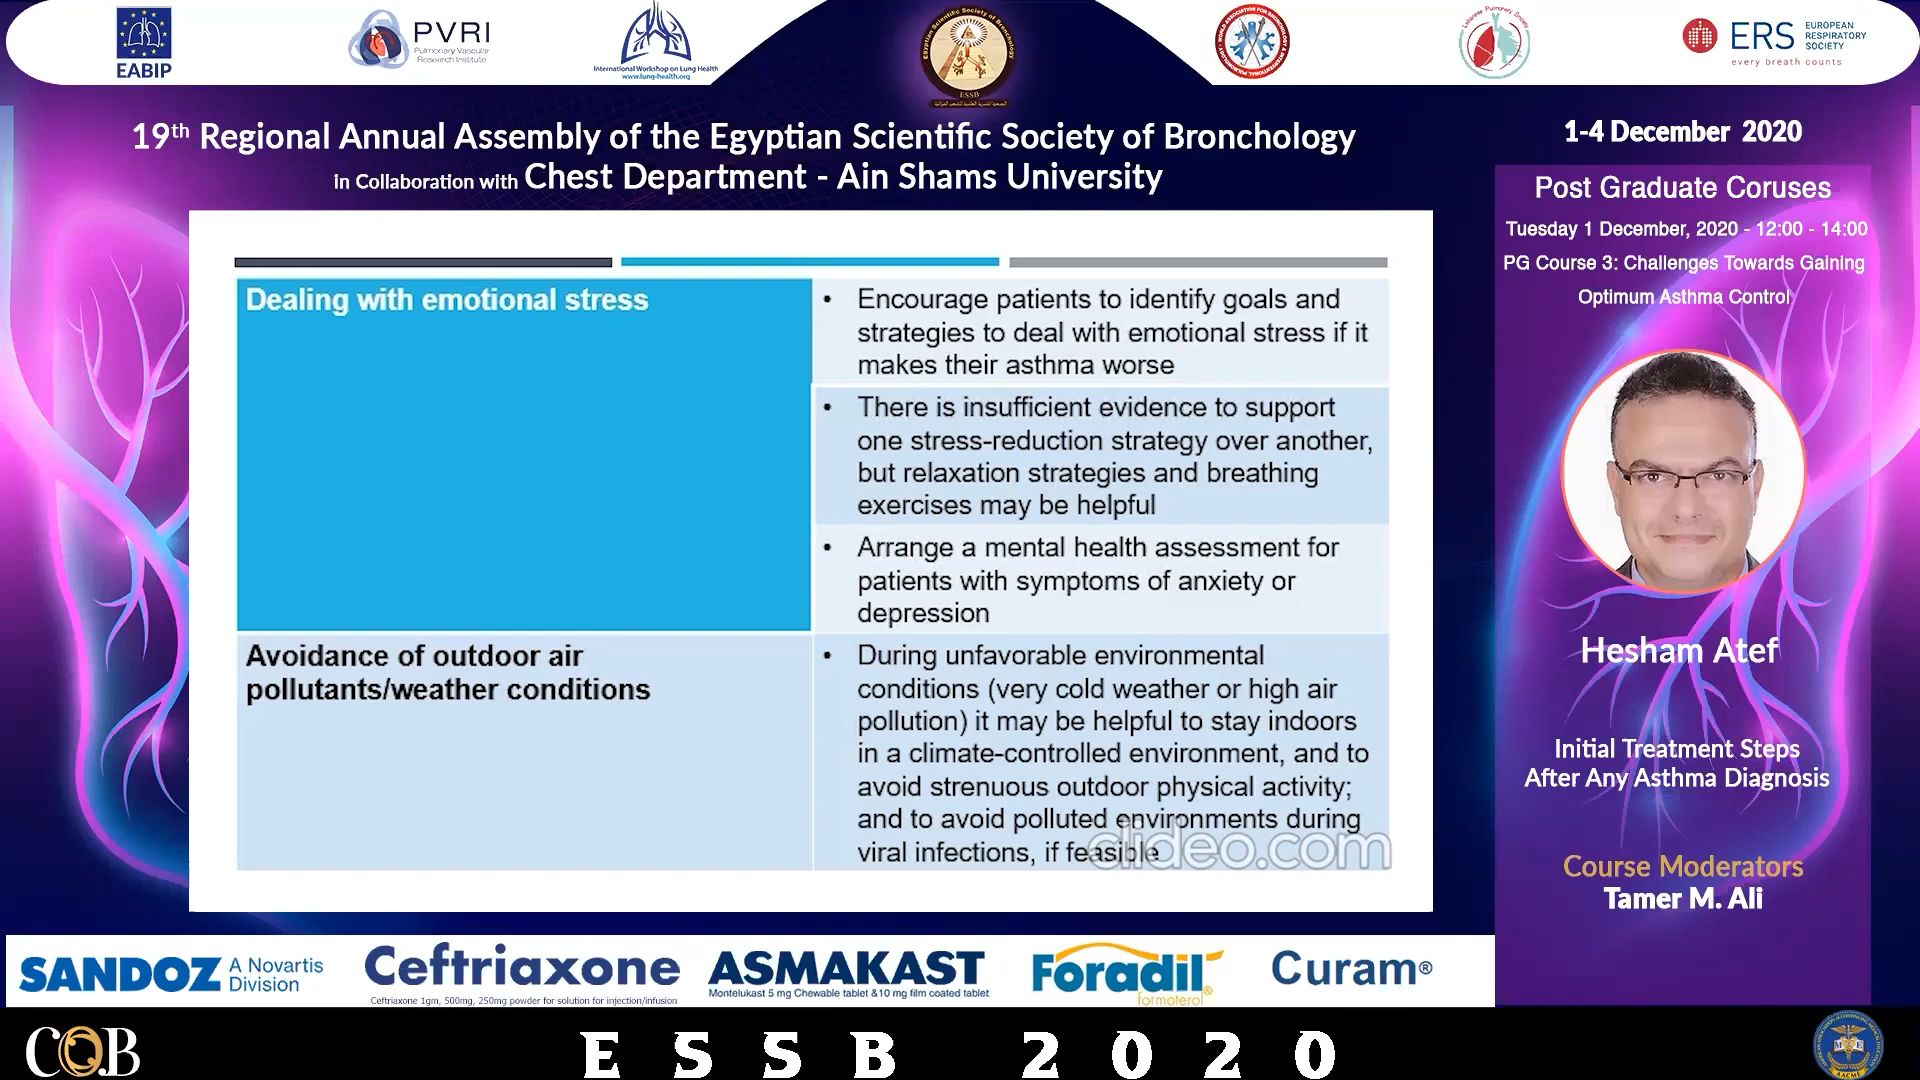 EABIP
PVRI
Pulmonary Vascular
Research Institute
International Workshop on Lung Health
www.lung-health.org
Egyptian Scientific Society of Bronchology
ESSB
Lebanese Pulmonary Society
ERS
EUROPEAN
RESPIRATORY
SOCIETY
every breath counts
19th Regional Annual Assembly of the Egyptian Scientific Society of Bronchology
in Collaboration with Chest Department - Ain Shams University
1-4 December 2020
Post Graduate Coruses
Tuesday 1 December, 2020 - 12:00 - 14:00
PG Course 3: Challenges Towards Gaining
Optimum Asthma Control
Dealing with emotional stress
• Encourage patients to identify goals and
strategies to deal with emotional stress if it
makes their asthma worse
• There is insufficient evidence to support
one stress-reduction strategy over another,
but relaxation strategies and breathing
exercises may be helpful
• Arrange a mental health assessment for
patients with symptoms of anxiety or
depression
Avoidance of outdoor air
pollutants/weather conditions
• During unfavorable environmental
conditions (very cold weather or high air
pollution) it may be helpful to stay indoors
in a climate-controlled environment, and to
avoid strenuous outdoor physical activity;
and to avoid polluted environments during
viral infections, if feasible
clideo.com
Hesham Atef
Initial Treatment Steps
After Any Asthma Diagnosis
Course Moderators
Tamer M. Ali
SANDOZ A Novartis
Division
Ceftriaxone
Ceftriaxone 1gm, 500mg, 250mg powder for solution for injection/infusion
ASMAKAST
Montelukast 5 mg Chewable tablet &10 mg film coated tablet
Foradil®
formoterol
Curam®
COB
ESSB 2020